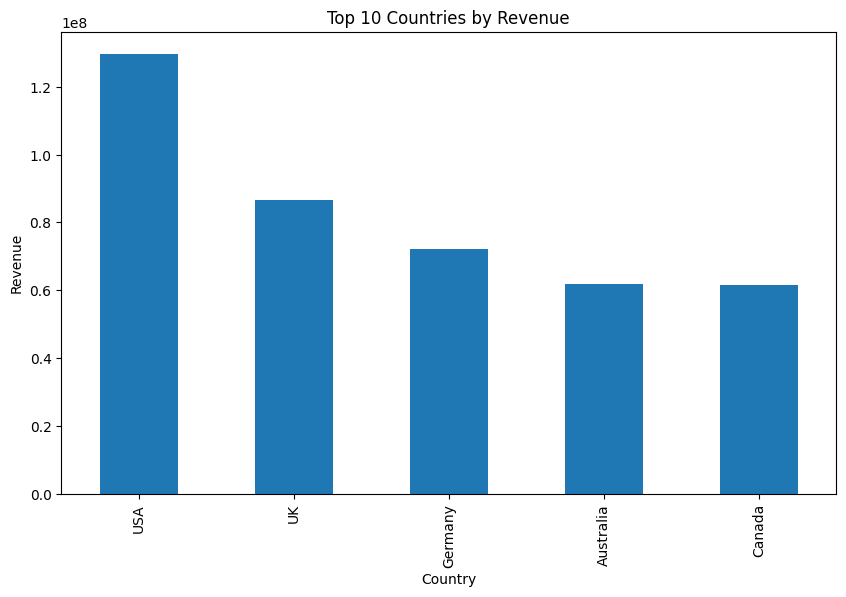 Top 10 Countries by Revenue
1e8
1.2
1.0
0.8
0.6
0.4
0.2
0.0
Revenue
USA
UK
Germany
Australia
Canada
Country